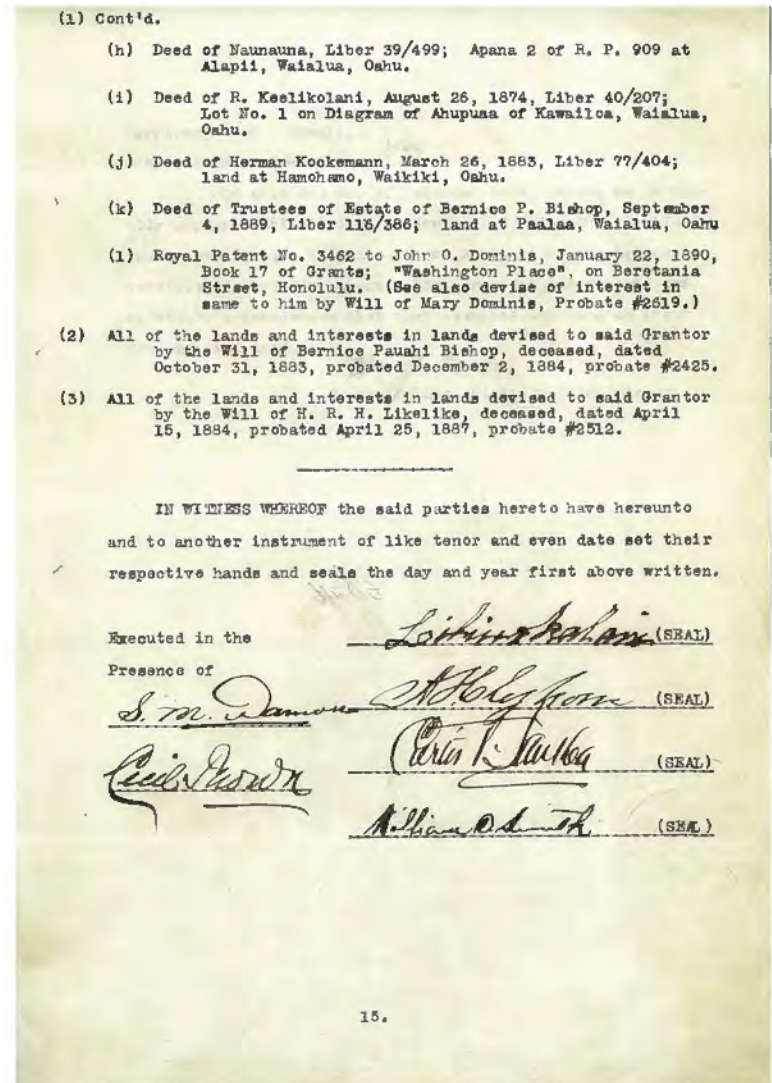 (1) Cont'd.
(h) Deed of Naunauna, Liber 39/499; Apana 2 of R. P. 909 at
Alapii, Waialua, Oahu.
(i) Deed of R. Keelikolani, August 26, 1874, Liber 40/207;
Lot No. 1 on Diagram of Ahupuaa of Kawailoa, Waialua,
Oahu.
(j) Deed of Herman Kockemann, March 26, 1883, Liber 77/404;
land at Hamohamo, Waikiki, Oahu.
(k) Deed of Trustees of Estate of Bernice P. Bishop, September
4, 1889, Liber 116/386; land at Paalaa, Waialua, Oahu
(l) Royal Patent No. 3462 to John O. Dominis, January 22, 1890,
Book 17 of Grants; "Washington Place", on Beretania
Street, Honolulu. (See also devise of interest in
same to him by Will of Mary Dominis, Probate #2619.)
(2) All of the lands and interests in lands devised to said Grantor
by the Will of Bernice Pauahi Bishop, deceased, dated
October 31, 1883, probated December 2, 1884, probate #2425.
(3) All of the lands and interests in lands devised to said Grantor
by the Will of H. R. H. Likelike, deceased, dated April
15, 1884, probated April 25, 1887, probate #2512.
IN WITNESS WHEREOF the said parties hereto have hereunto
and to another instrument of like tenor and even date set their
respective hands and seals the day and year first above written.
Executed in the Liliuokalani (SEAL)
Presence of
S. M. Damon (SEAL)
Cecil Brown Curtis P. Iaukea (SEAL)
William O Smith (SEAL)
15.